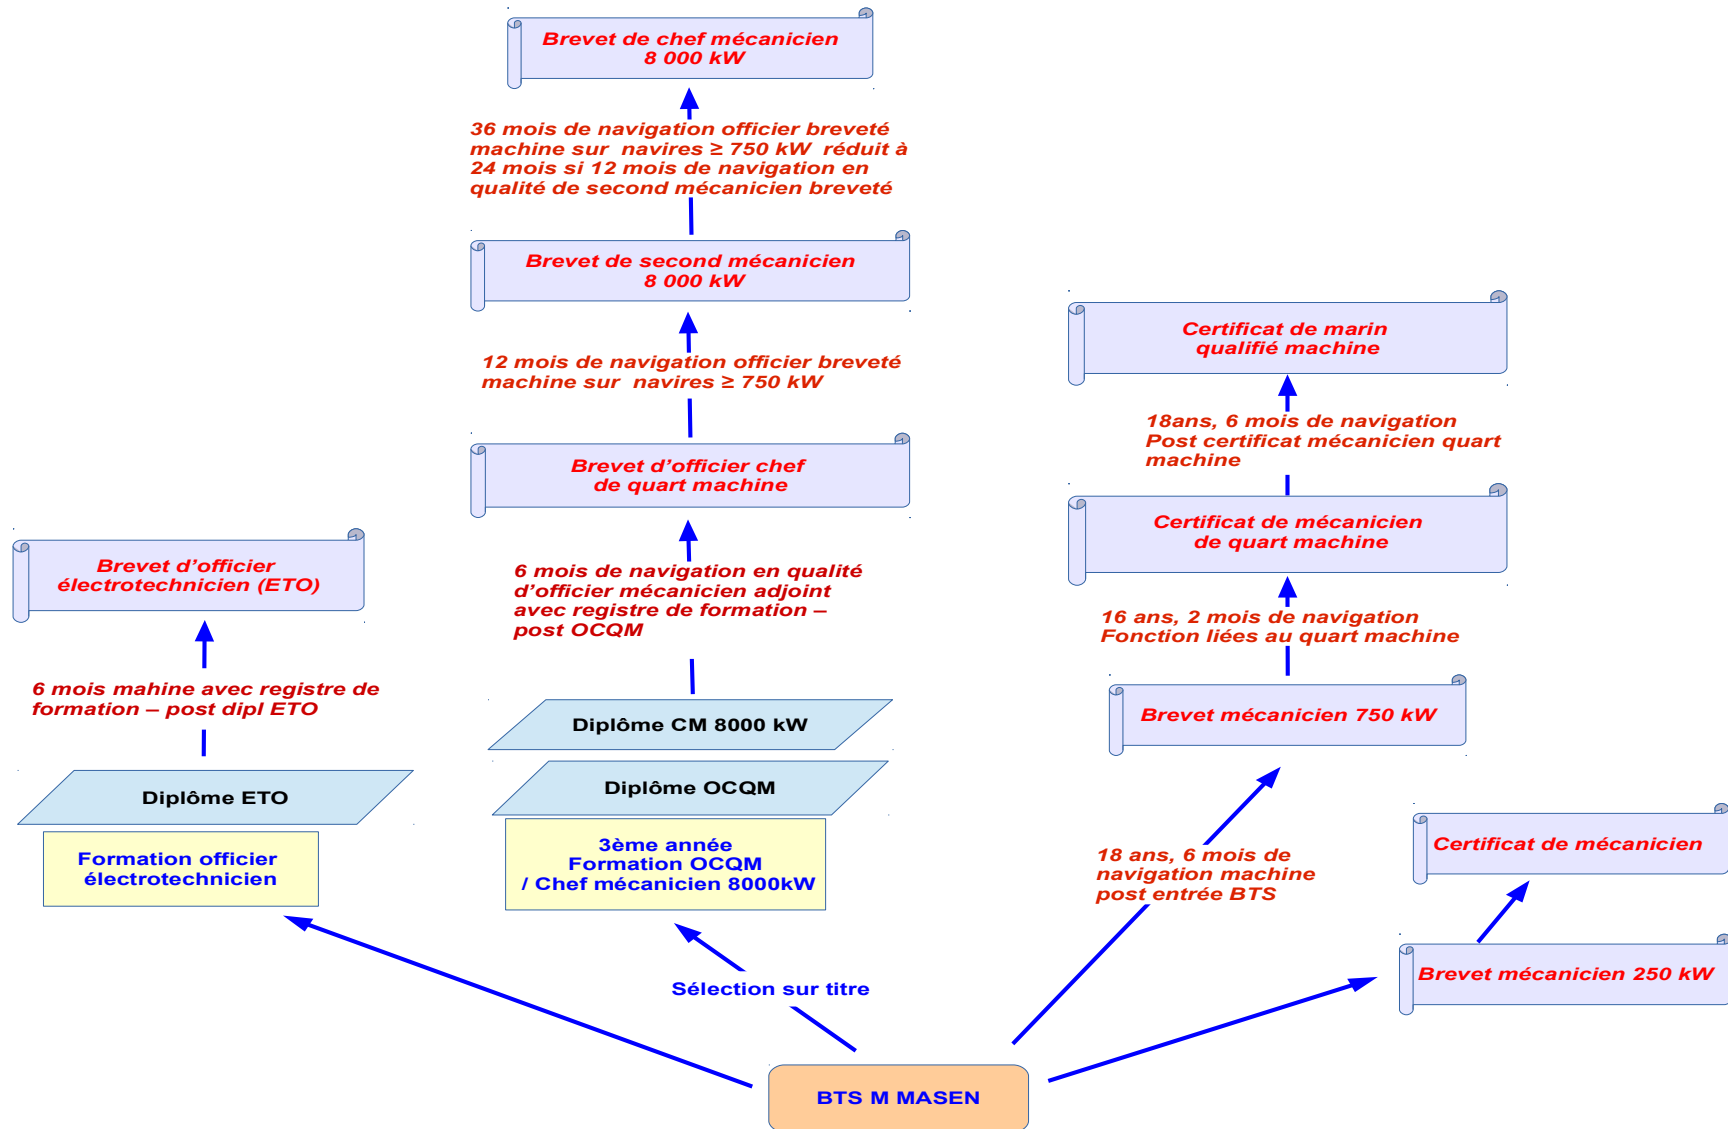 Brevet de chef mécanicien
8 000 kW
36 mois de navigation officier breveté
machine sur navires ≥ 750 kW réduit à
24 mois si 12 mois de navigation en
qualité de second mécanicien breveté
Brevet de second mécanicien
8 000 kW
12 mois de navigation officier breveté
machine sur navires ≥ 750 kW
Brevet d’officier chef
de quart machine
6 mois de navigation en qualité
d’officier mécanicien adjoint
avec registre de formation –
post OCQM
Diplôme CM 8000 kW
Diplôme OCQM
3ème année
Formation OCQM
/ Chef mécanicien 8000kW
Sélection sur titre
Brevet d’officier
électrotechnicien (ETO)
6 mois mahine avec registre de
formation – post dipl ETO
Diplôme ETO
Formation officier
électrotechnicien
Certificat de marin
qualifié machine
18ans, 6 mois de navigation
Post certificat mécanicien quart
machine
Certificat de mécanicien
de quart machine
16 ans, 2 mois de navigation
Fonction liées au quart machine
Brevet mécanicien 750 kW
18 ans, 6 mois de
navigation machine
post entrée BTS
Certificat de mécanicien
Brevet mécanicien 250 kW
BTS M MASEN